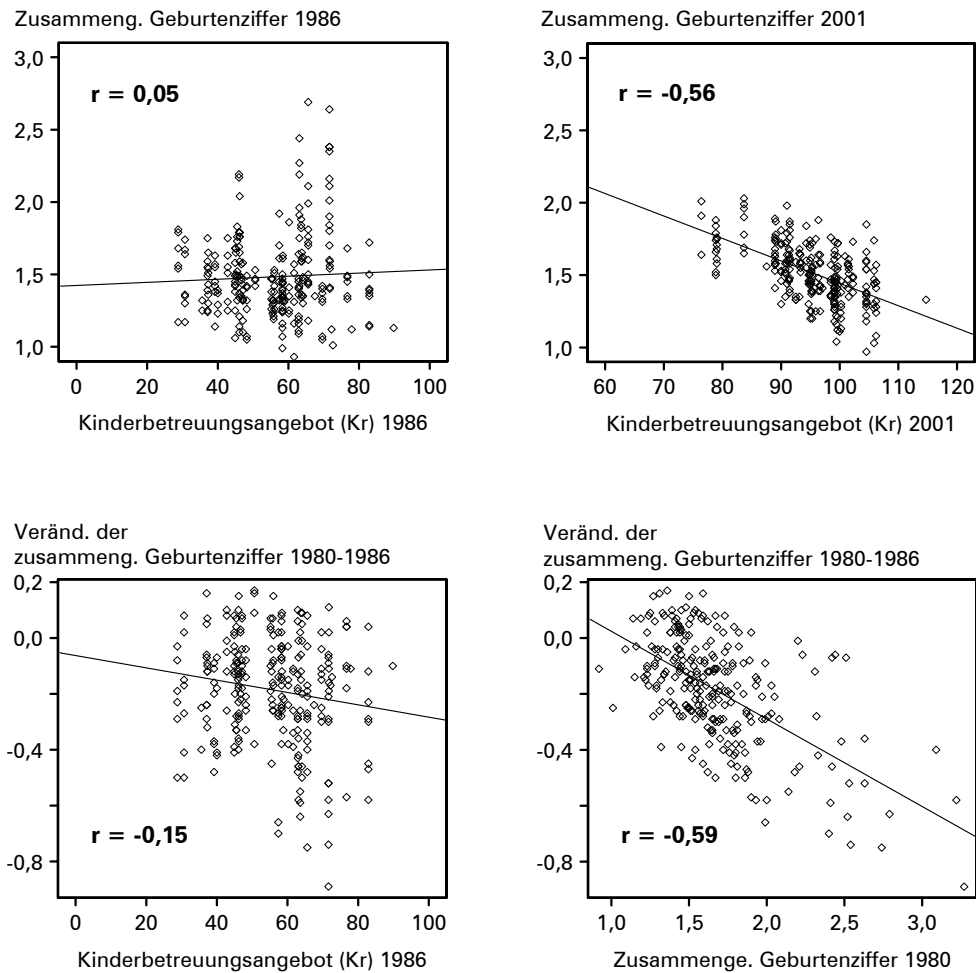 Zusammeng. Geburtenziffer 1986
3,0
2,5
2,0
1,5
1,0
r = 0,05
0 20 40 60 80 100
Kinderbetreuungsangebot (Kr) 1986
Zusammeng. Geburtenziffer 2001
3,0
2,5
2,0
1,5
1,0
r = -0,56
60 70 80 90 100 110 120
Kinderbetreuungsangebot (Kr) 2001
Veränd. der
zusammeng. Geburtenziffer 1980-1986
0,2
0,0
-0,4
-0,8
r = -0,15
0 20 40 60 80 100
Kinderbetreuungsangebot (Kr) 1986
Veränd. der
zusammeng. Geburtenziffer 1980-1986
0,2
0,0
-0,4
-0,8
r = -0,59
1,0 1,5 2,0 2,5 3,0
Zusammenge. Geburtenziffer 1980